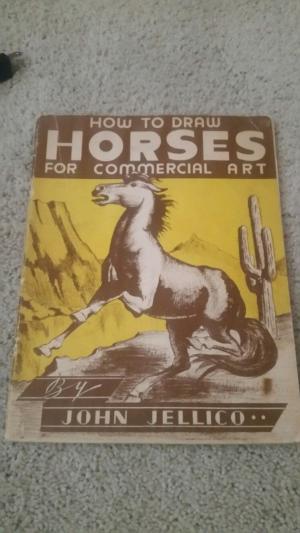 HOW TO DRAW
HORSES
FOR COMMERCIAL ART
By
JOHN JELLICO